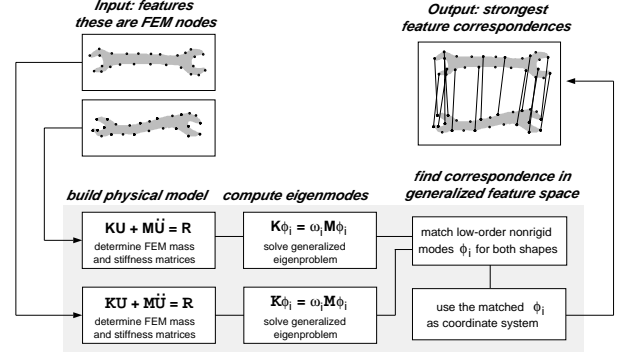 Input: features
these are FEM nodes
Output: strongest
feature correspondences
build physical model
compute eigenmodes
find correspondence in
generalized feature space
KU + MÜ = R
determine FEM mass
and stiffness matrices
Kϕi = ωiMϕi
solve generalized
eigenproblem
match low-order nonrigid
modes ϕi for both shapes
KU + MÜ = R
determine FEM mass
and stiffness matrices
Kϕi = ωiMϕi
solve generalized
eigenproblem
use the matched ϕi
as coordinate system